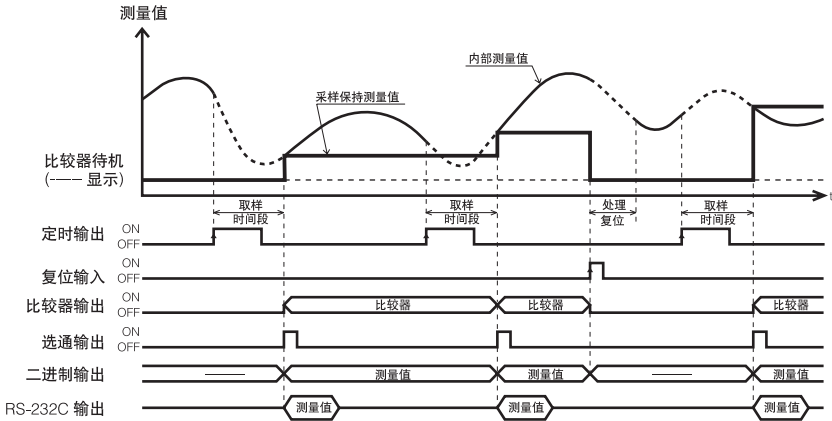 测量值
内部测量值
采样保持测量值
比较器待机
(-—— 显示)
t
取样
时间段
取样
时间段
处理
复位
取样
时间段
定时输出 ON
OFF
复位输入 ON
OFF
比较器输出 ON
OFF
比较器 比较器 比较器
选通输出 ON
OFF
二进制输出 —— 测量值 测量值 —— 测量值
RS-232C 输出 测量值 测量值 测量值